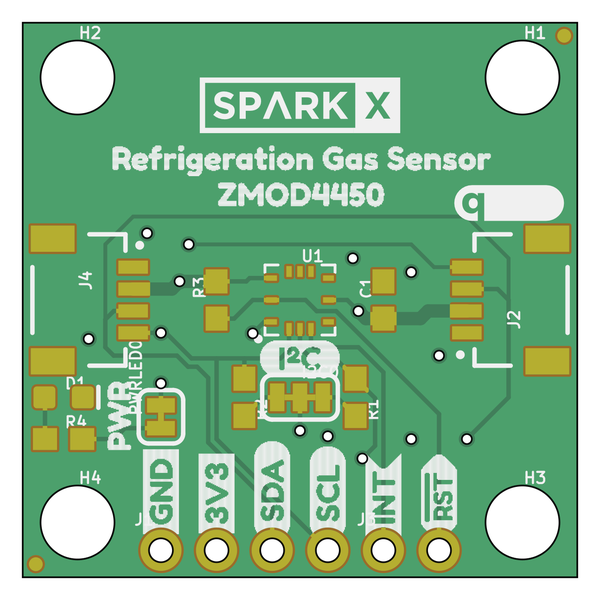 H2
H1
SPARK X
Refrigeration Gas Sensor
ZMOD4450
q
U1
J4
R3
C1
J2
I²C
D1
PWRLED0
PWR
R4
R1
H4
H3
GND
3V3
SDA
SCL
INT
RST